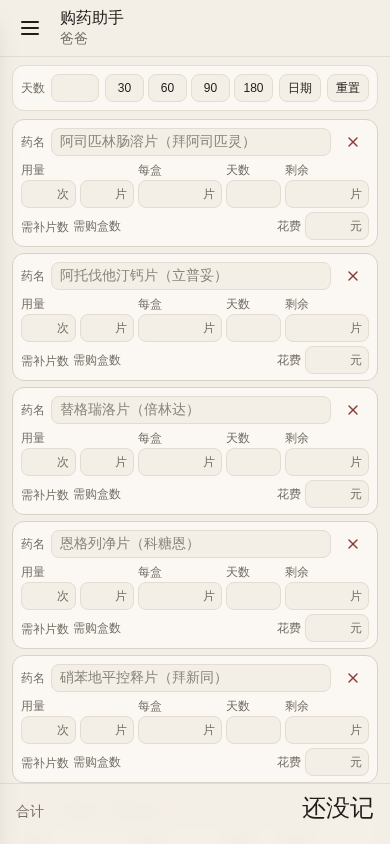 购药助手
爸爸
天数 30 60 90 180 日期 重置
药名 阿司匹林肠溶片（拜阿司匹灵）
用量 每盒 天数 剩余
次 片 片 片
需补片数 需购盒数 花费 元
药名 阿托伐他汀钙片（立普妥）
用量 每盒 天数 剩余
次 片 片 片
需补片数 需购盒数 花费 元
药名 替格瑞洛片（倍林达）
用量 每盒 天数 剩余
次 片 片 片
需补片数 需购盒数 花费 元
药名 恩格列净片（科糖恩）
用量 每盒 天数 剩余
次 片 片 片
需补片数 需购盒数 花费 元
药名 硝苯地平控释片（拜新同）
用量 每盒 天数 剩余
次 片 片 片
需补片数 需购盒数 花费 元
合计 还没记